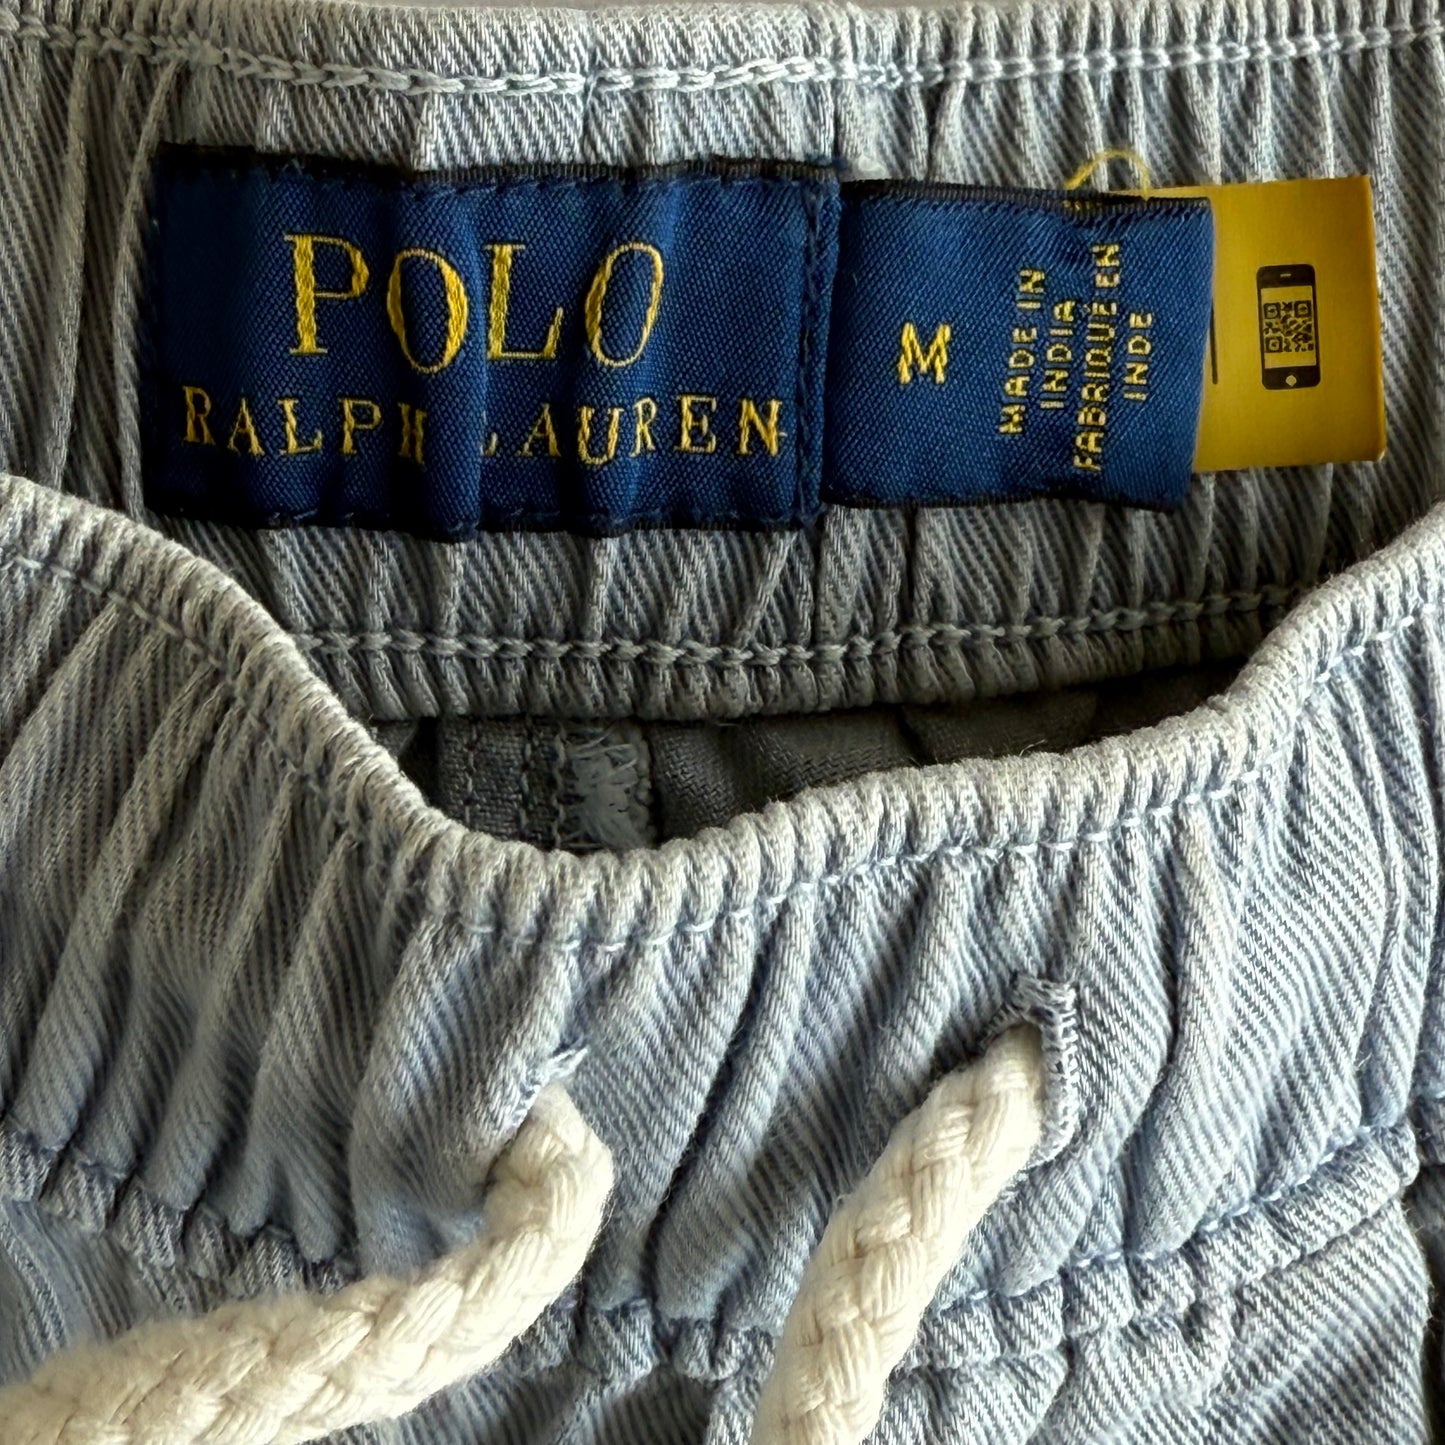 POLO
RALPH LAUREN
M
MADE IN
INDIA
FABRIQUÉ EN
INDE